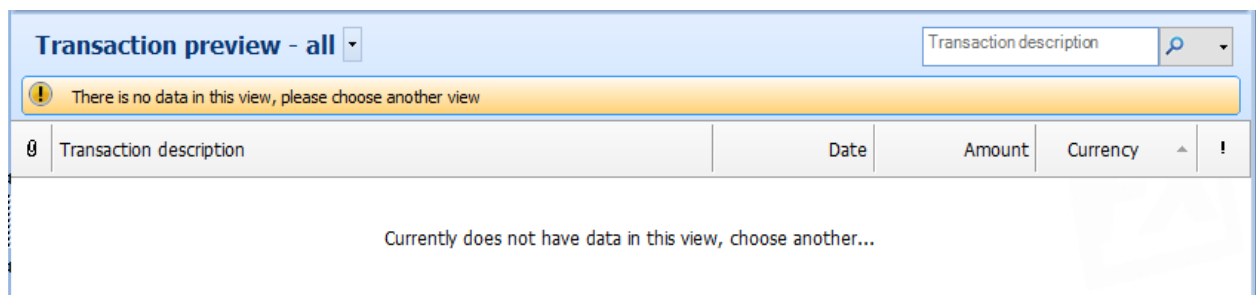 Transaction preview - all
Transaction description
There is no data in this view, please choose another view
Transaction description Date Amount Currency !
Currently does not have data in this view, choose another...